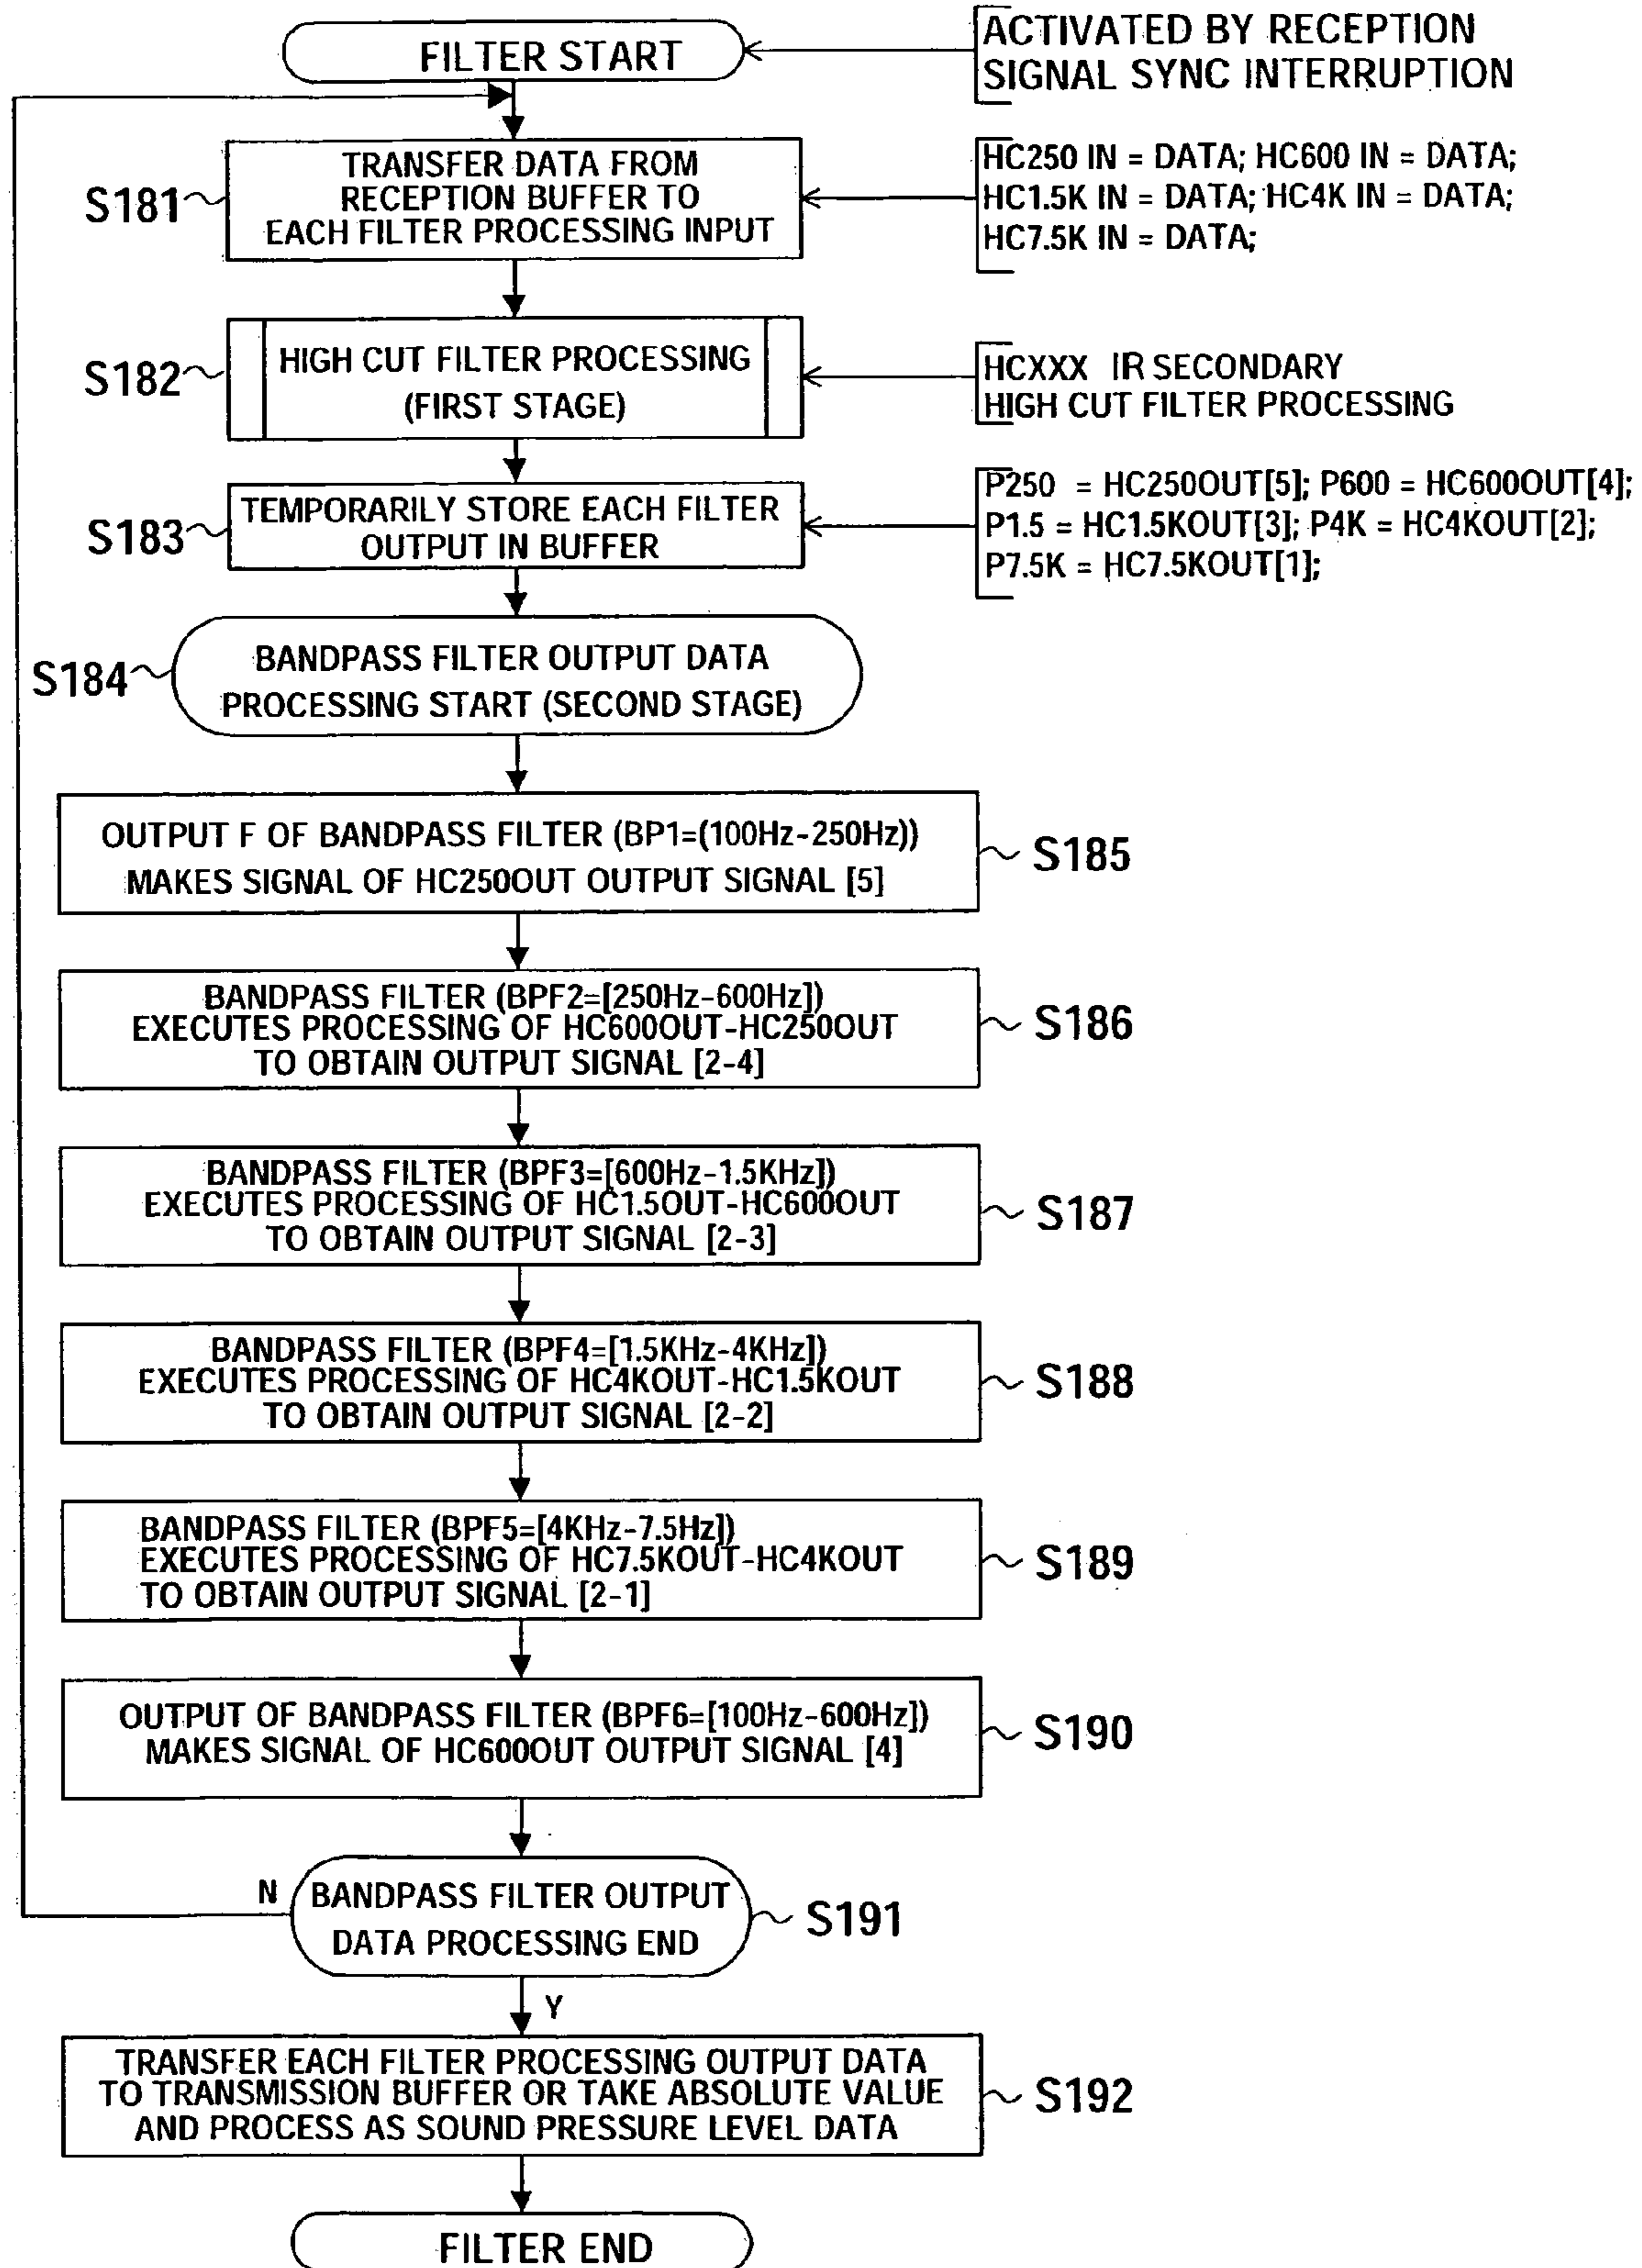 FILTER START
ACTIVATED BY RECEPTION
SIGNAL SYNC INTERRUPTION
S181
TRANSFER DATA FROM
RECEPTION BUFFER TO
EACH FILTER PROCESSING INPUT
HC250 IN = DATA; HC600 IN = DATA;
HC1.5K IN = DATA; HC4K IN = DATA;
HC7.5K IN = DATA;
S182
HIGH CUT FILTER PROCESSING
(FIRST STAGE)
HCXXX IR SECONDARY
HIGH CUT FILTER PROCESSING
S183
TEMPORARILY STORE EACH FILTER
OUTPUT IN BUFFER
P250 = HC250OUT[5]; P600 = HC600OUT[4];
P1.5 = HC1.5KOUT[3]; P4K = HC4KOUT[2];
P7.5K = HC7.5KOUT[1];
S184
BANDPASS FILTER OUTPUT DATA
PROCESSING START (SECOND STAGE)
OUTPUT F OF BANDPASS FILTER (BP1=(100Hz-250Hz))
MAKES SIGNAL OF HC250OUT OUTPUT SIGNAL [5]
S185
BANDPASS FILTER (BPF2=[250Hz-600Hz])
EXECUTES PROCESSING OF HC600OUT-HC250OUT
TO OBTAIN OUTPUT SIGNAL [2-4]
S186
BANDPASS FILTER (BPF3=[600Hz-1.5KHz])
EXECUTES PROCESSING OF HC1.5OUT-HC600OUT
TO OBTAIN OUTPUT SIGNAL [2-3]
S187
BANDPASS FILTER (BPF4=[1.5KHz-4KHz])
EXECUTES PROCESSING OF HC4KOUT-HC1.5KOUT
TO OBTAIN OUTPUT SIGNAL [2-2]
S188
BANDPASS FILTER (BPF5=[4KHz-7.5Hz])
EXECUTES PROCESSING OF HC7.5KOUT-HC4KOUT
TO OBTAIN OUTPUT SIGNAL [2-1]
S189
OUTPUT OF BANDPASS FILTER (BPF6=[100Hz-600Hz])
MAKES SIGNAL OF HC600OUT OUTPUT SIGNAL [4]
S190
N
BANDPASS FILTER OUTPUT
DATA PROCESSING END
S191
Y
TRANSFER EACH FILTER PROCESSING OUTPUT DATA
TO TRANSMISSION BUFFER OR TAKE ABSOLUTE VALUE
AND PROCESS AS SOUND PRESSURE LEVEL DATA
S192
FILTER END